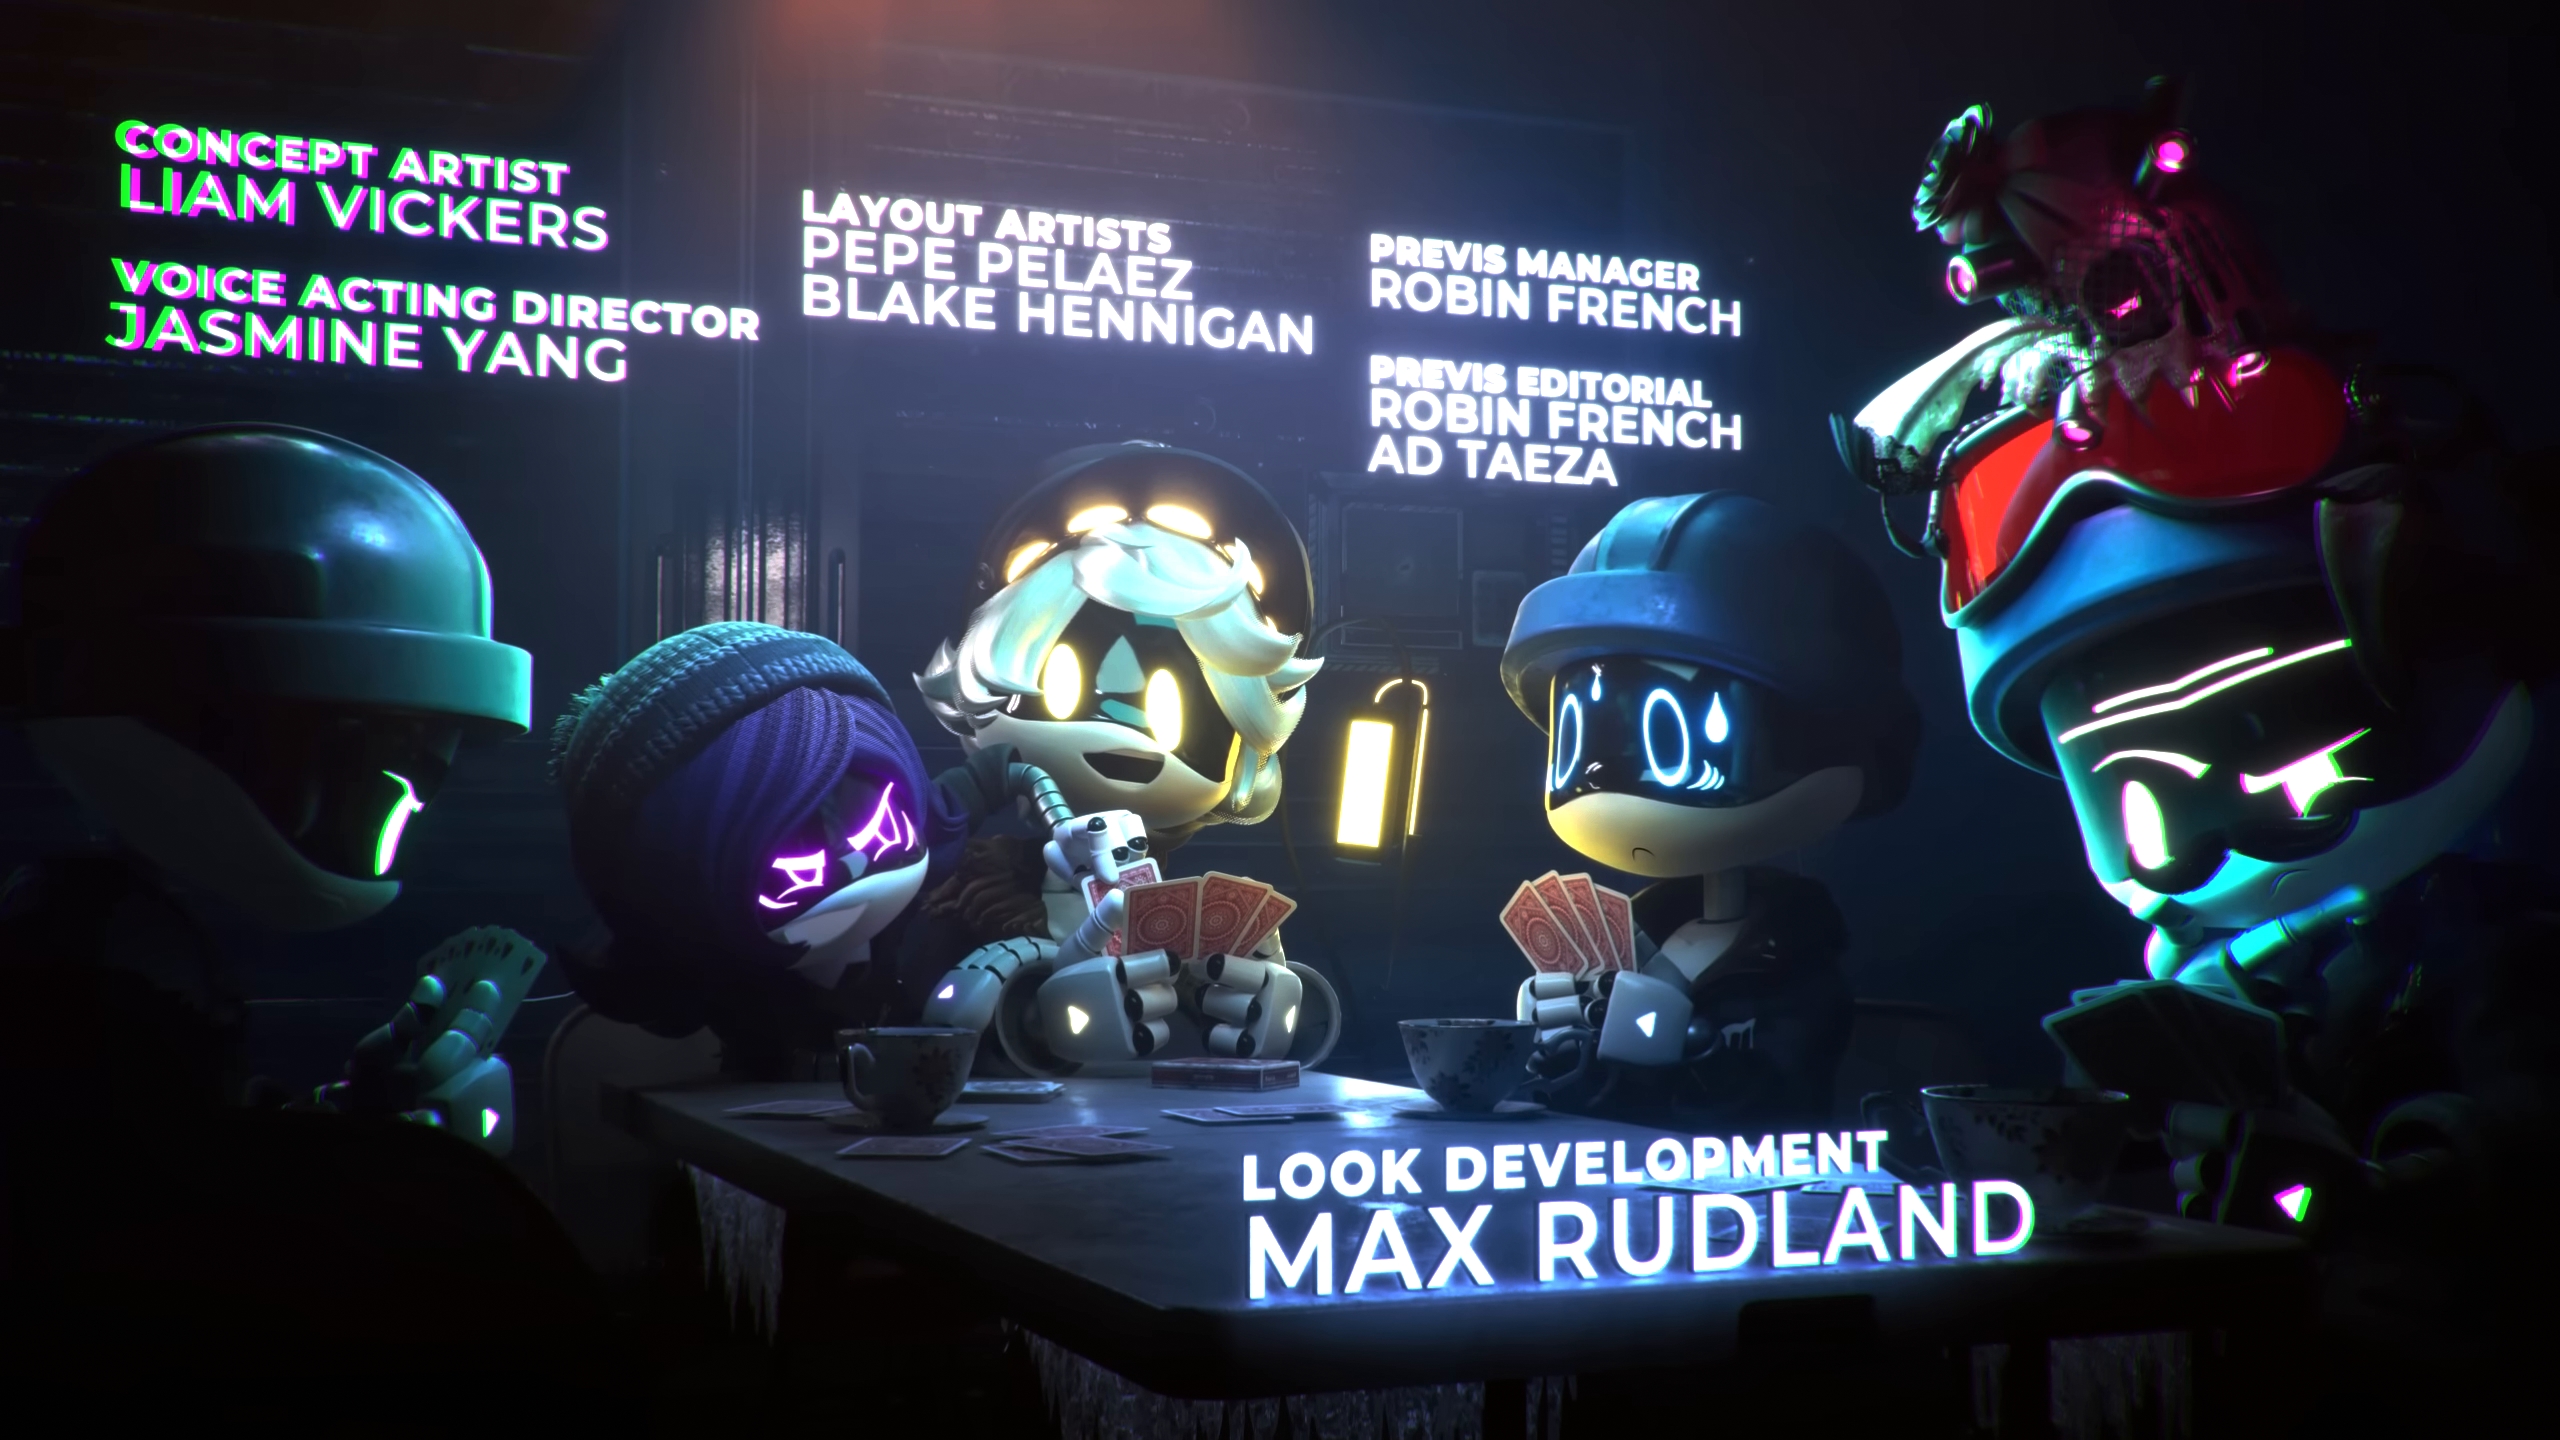 CONCEPT ARTIST
LIAM VICKERS
VOICE ACTING DIRECTOR
JASMINE YANG
LAYOUT ARTISTS
PEPE PELAEZ
BLAKE HENNIGAN
PREVIS MANAGER
ROBIN FRENCH
PREVIS EDITORIAL
ROBIN FRENCH
AD TAEZA
LOOK DEVELOPMENT
MAX RUDLAND